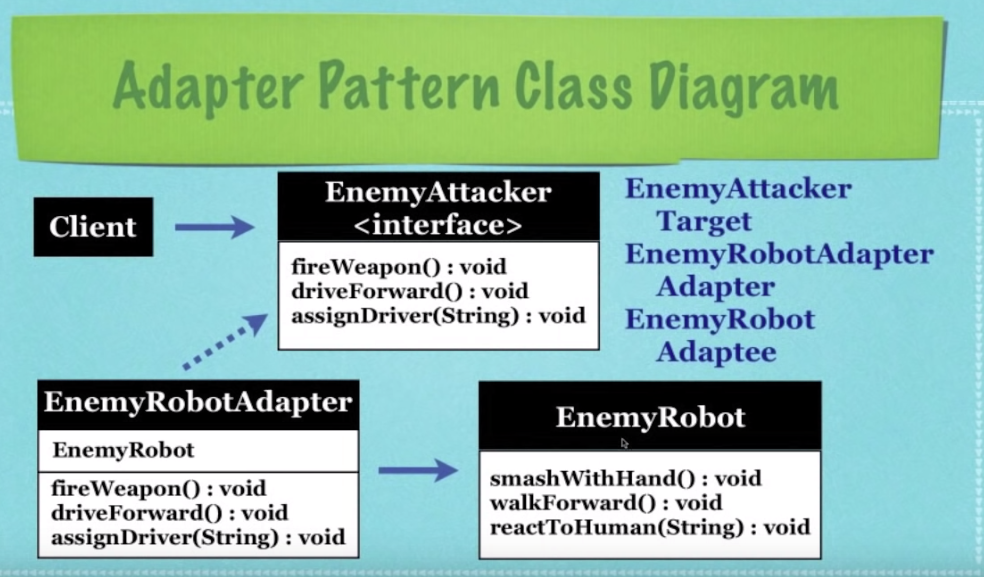 Adapter Pattern Class Diagram
Client
EnemyAttacker
<interface>
fireWeapon() : void
driveForward() : void
assignDriver(String) : void
EnemyAttacker
Target
EnemyRobotAdapter
Adapter
EnemyRobot
Adaptee
EnemyRobotAdapter
EnemyRobot
fireWeapon() : void
driveForward() : void
assignDriver(String) : void
EnemyRobot
smashWithHand() : void
walkForward() : void
reactToHuman(String) : void